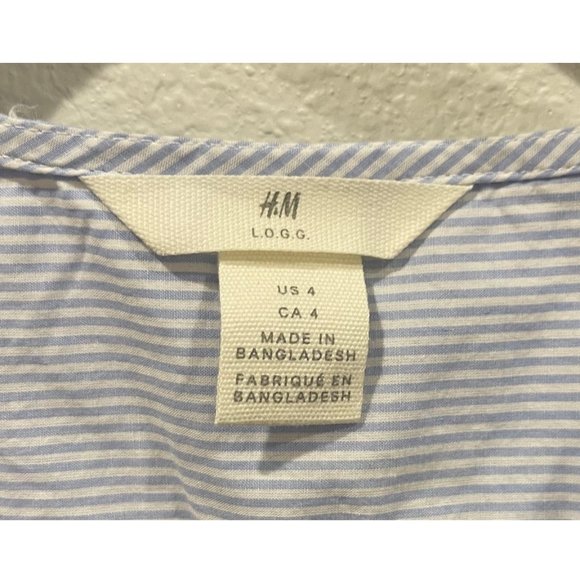 H&M
L.O.G.G.
US 4
CA 4
MADE IN
BANGLADESH
FABRIQUÉ EN
BANGLADESH